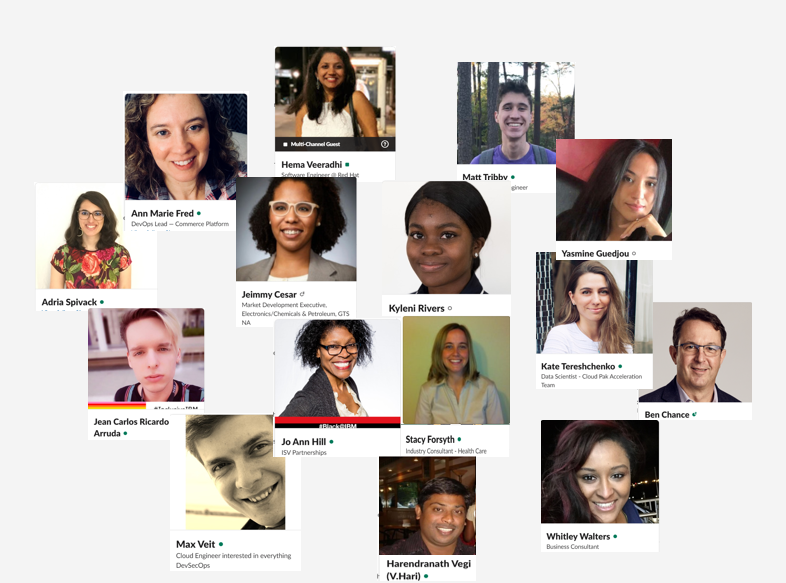 Multi-Channel Guest
Hema Veeradhi
Software Engineer @ Red Hat
Matt Tribby
Ann Marie Fred
DevOps Lead — Commerce Platform
Yasmine Guedjou
Adria Spivack
Jeimmy Cesar
Market Development Executive,
Electronics/Chemicals & Petroleum, GTS
NA
Kyleni Rivers
Kate Tereshchenko
Data Scientist - Cloud Pak Acceleration
Team
Ben Chance
Jean Carlos Ricardo
Arruda
#Black@IBM
Jo Ann Hill
ISV Partnerships
Stacy Forsyth
Industry Consultant - Health Care
Max Veit
Cloud Engineer interested in everything
DevSecOps
Harendranath Vegi
(V.Hari)
Whitley Walters
Business Consultant